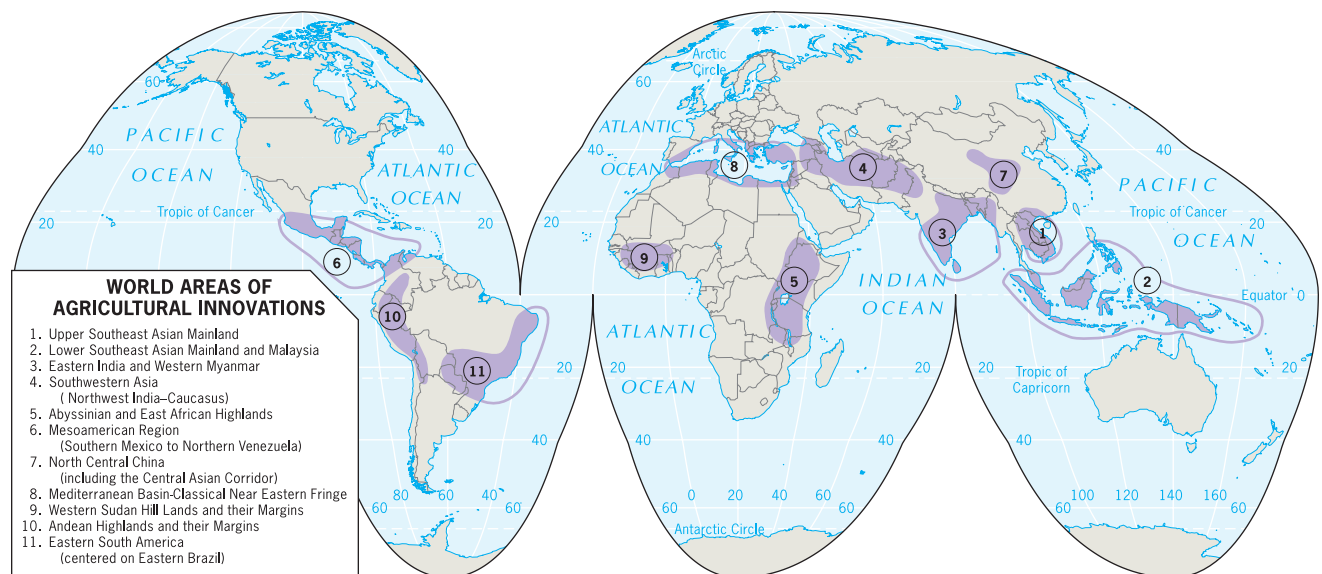 Arctic
Circle
60
60
60
PACIFIC
OCEAN
ATLANTIC
OCEAN
ATLANTIC
OCEAN
PACIFIC
OCEAN
40
40
40
40
Tropic of Cancer
Tropic of Cancer
20
20
20
20
8
4
7
3
1
9
5
2
6
10
11
INDIAN
OCEAN
Equator 0
ATLANTIC
OCEAN
20
20
20
20
Tropic of
Capricorn
40
40
40
40
40
80
60
40
60
60
0
20
40
60
100
120
140
160
60
60
Antarctic Circle
WORLD AREAS OF
AGRICULTURAL INNOVATIONS
1. Upper Southeast Asian Mainland
2. Lower Southeast Asian Mainland and Malaysia
3. Eastern India and Western Myanmar
4. Southwestern Asia
( Northwest India–Caucasus)
5. Abyssinian and East African Highlands
6. Mesoamerican Region
(Southern Mexico to Northern Venezuela)
7. North Central China
(including the Central Asian Corridor)
8. Mediterranean Basin-Classical Near Eastern Fringe
9. Western Sudan Hill Lands and their Margins
10. Andean Highlands and their Margins
11. Eastern South America
(centered on Eastern Brazil)